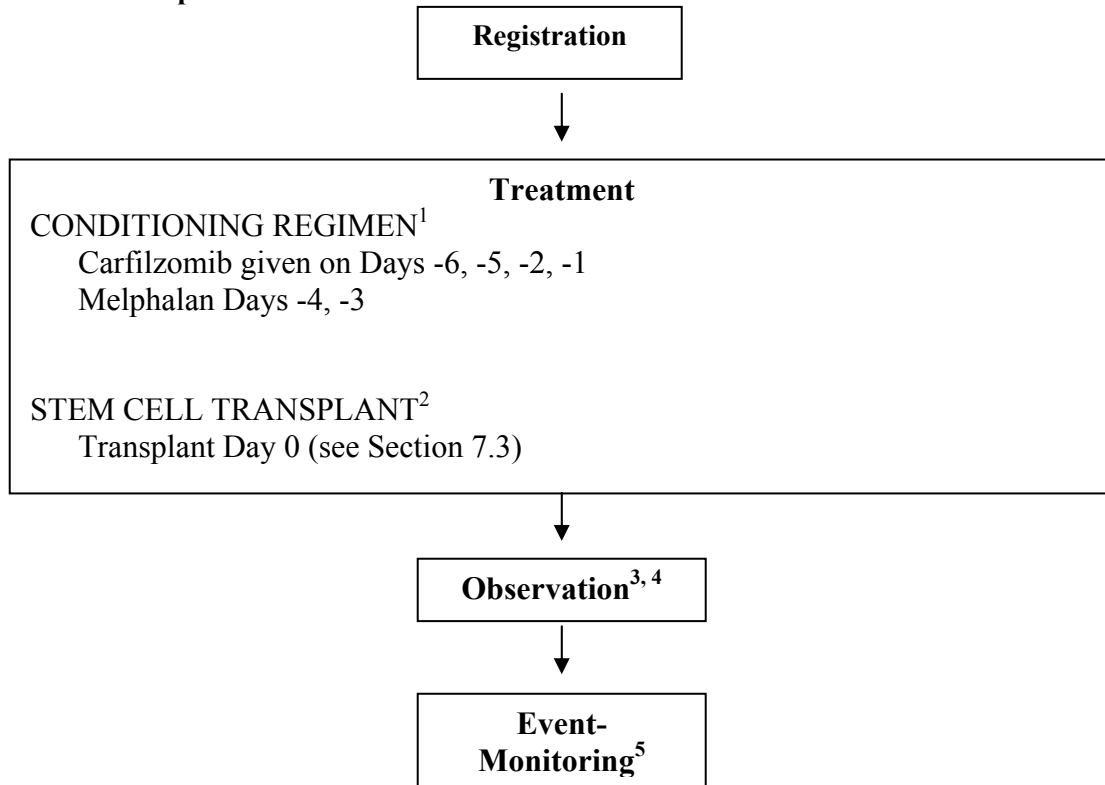 Registration
Treatment
CONDITIONING REGIMEN1
Carfilzomib given on Days -6, -5, -2, -1
Melphalan Days -4, -3
STEM CELL TRANSPLANT2
Transplant Day 0 (see Section 7.3)
Observation3, 4
Event-
Monitoring5